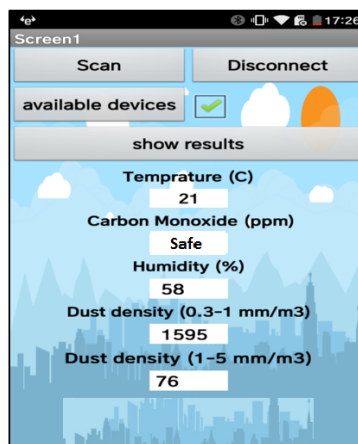 17:26
Screen1
Scan Disconnect
available devices
show results
Temprature (C)
21
Carbon Monoxide (ppm)
Safe
Humidity (%)
58
Dust density (0.3-1 mm/m3)
1595
Dust density (1-5 mm/m3)
76